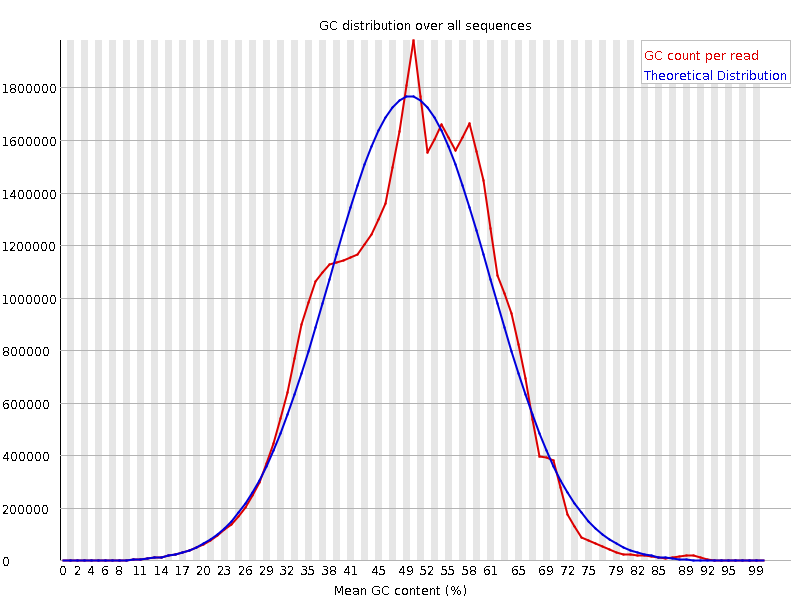 GC distribution over all sequences
GC count per read
Theoretical Distribution
1800000
1600000
1400000
1200000
1000000
800000
600000
400000
200000
0
0 2 4 6 8 11 14 17 20 23 26 29 32 35 38 41 45 49 52 55 58 61 65 69 72 75 79 82 85 89 92 95 99
Mean GC content (%)